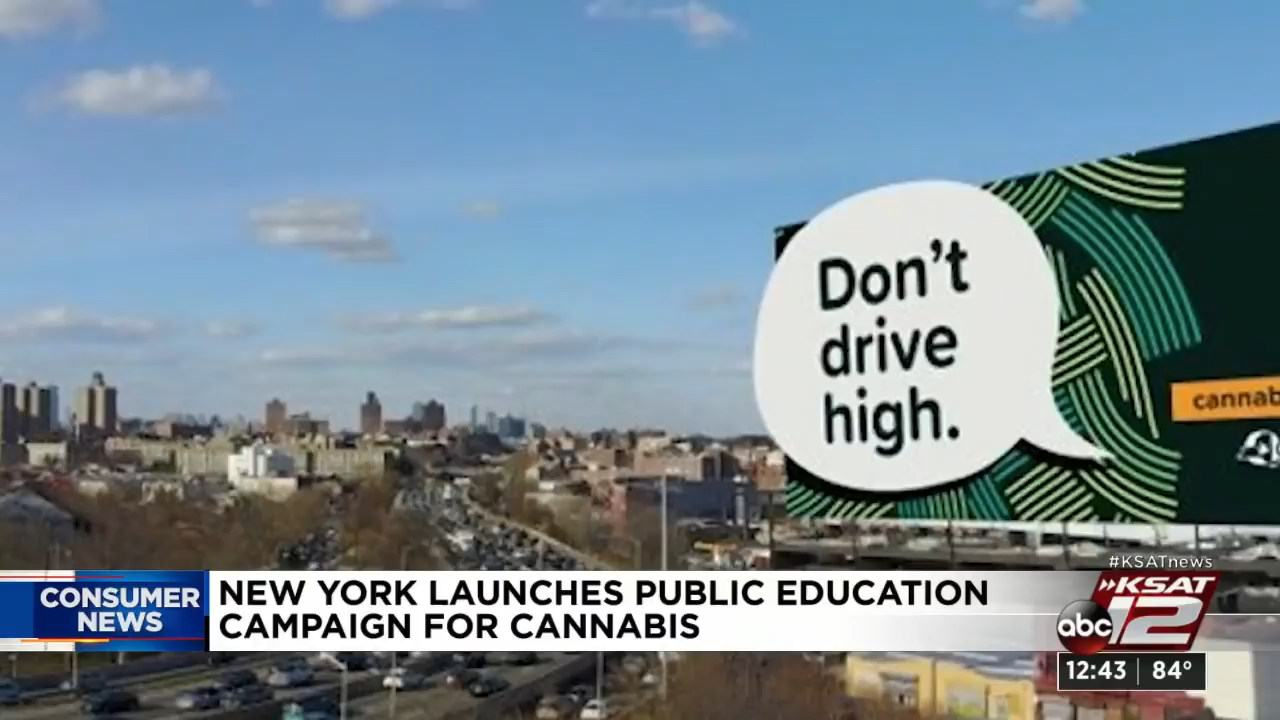 Don't
drive
high.
cannab
#KSATnews
CONSUMER
NEWS
NEW YORK LAUNCHES PUBLIC EDUCATION
CAMPAIGN FOR CANNABIS
KSAT
abc 12
12:43 84°